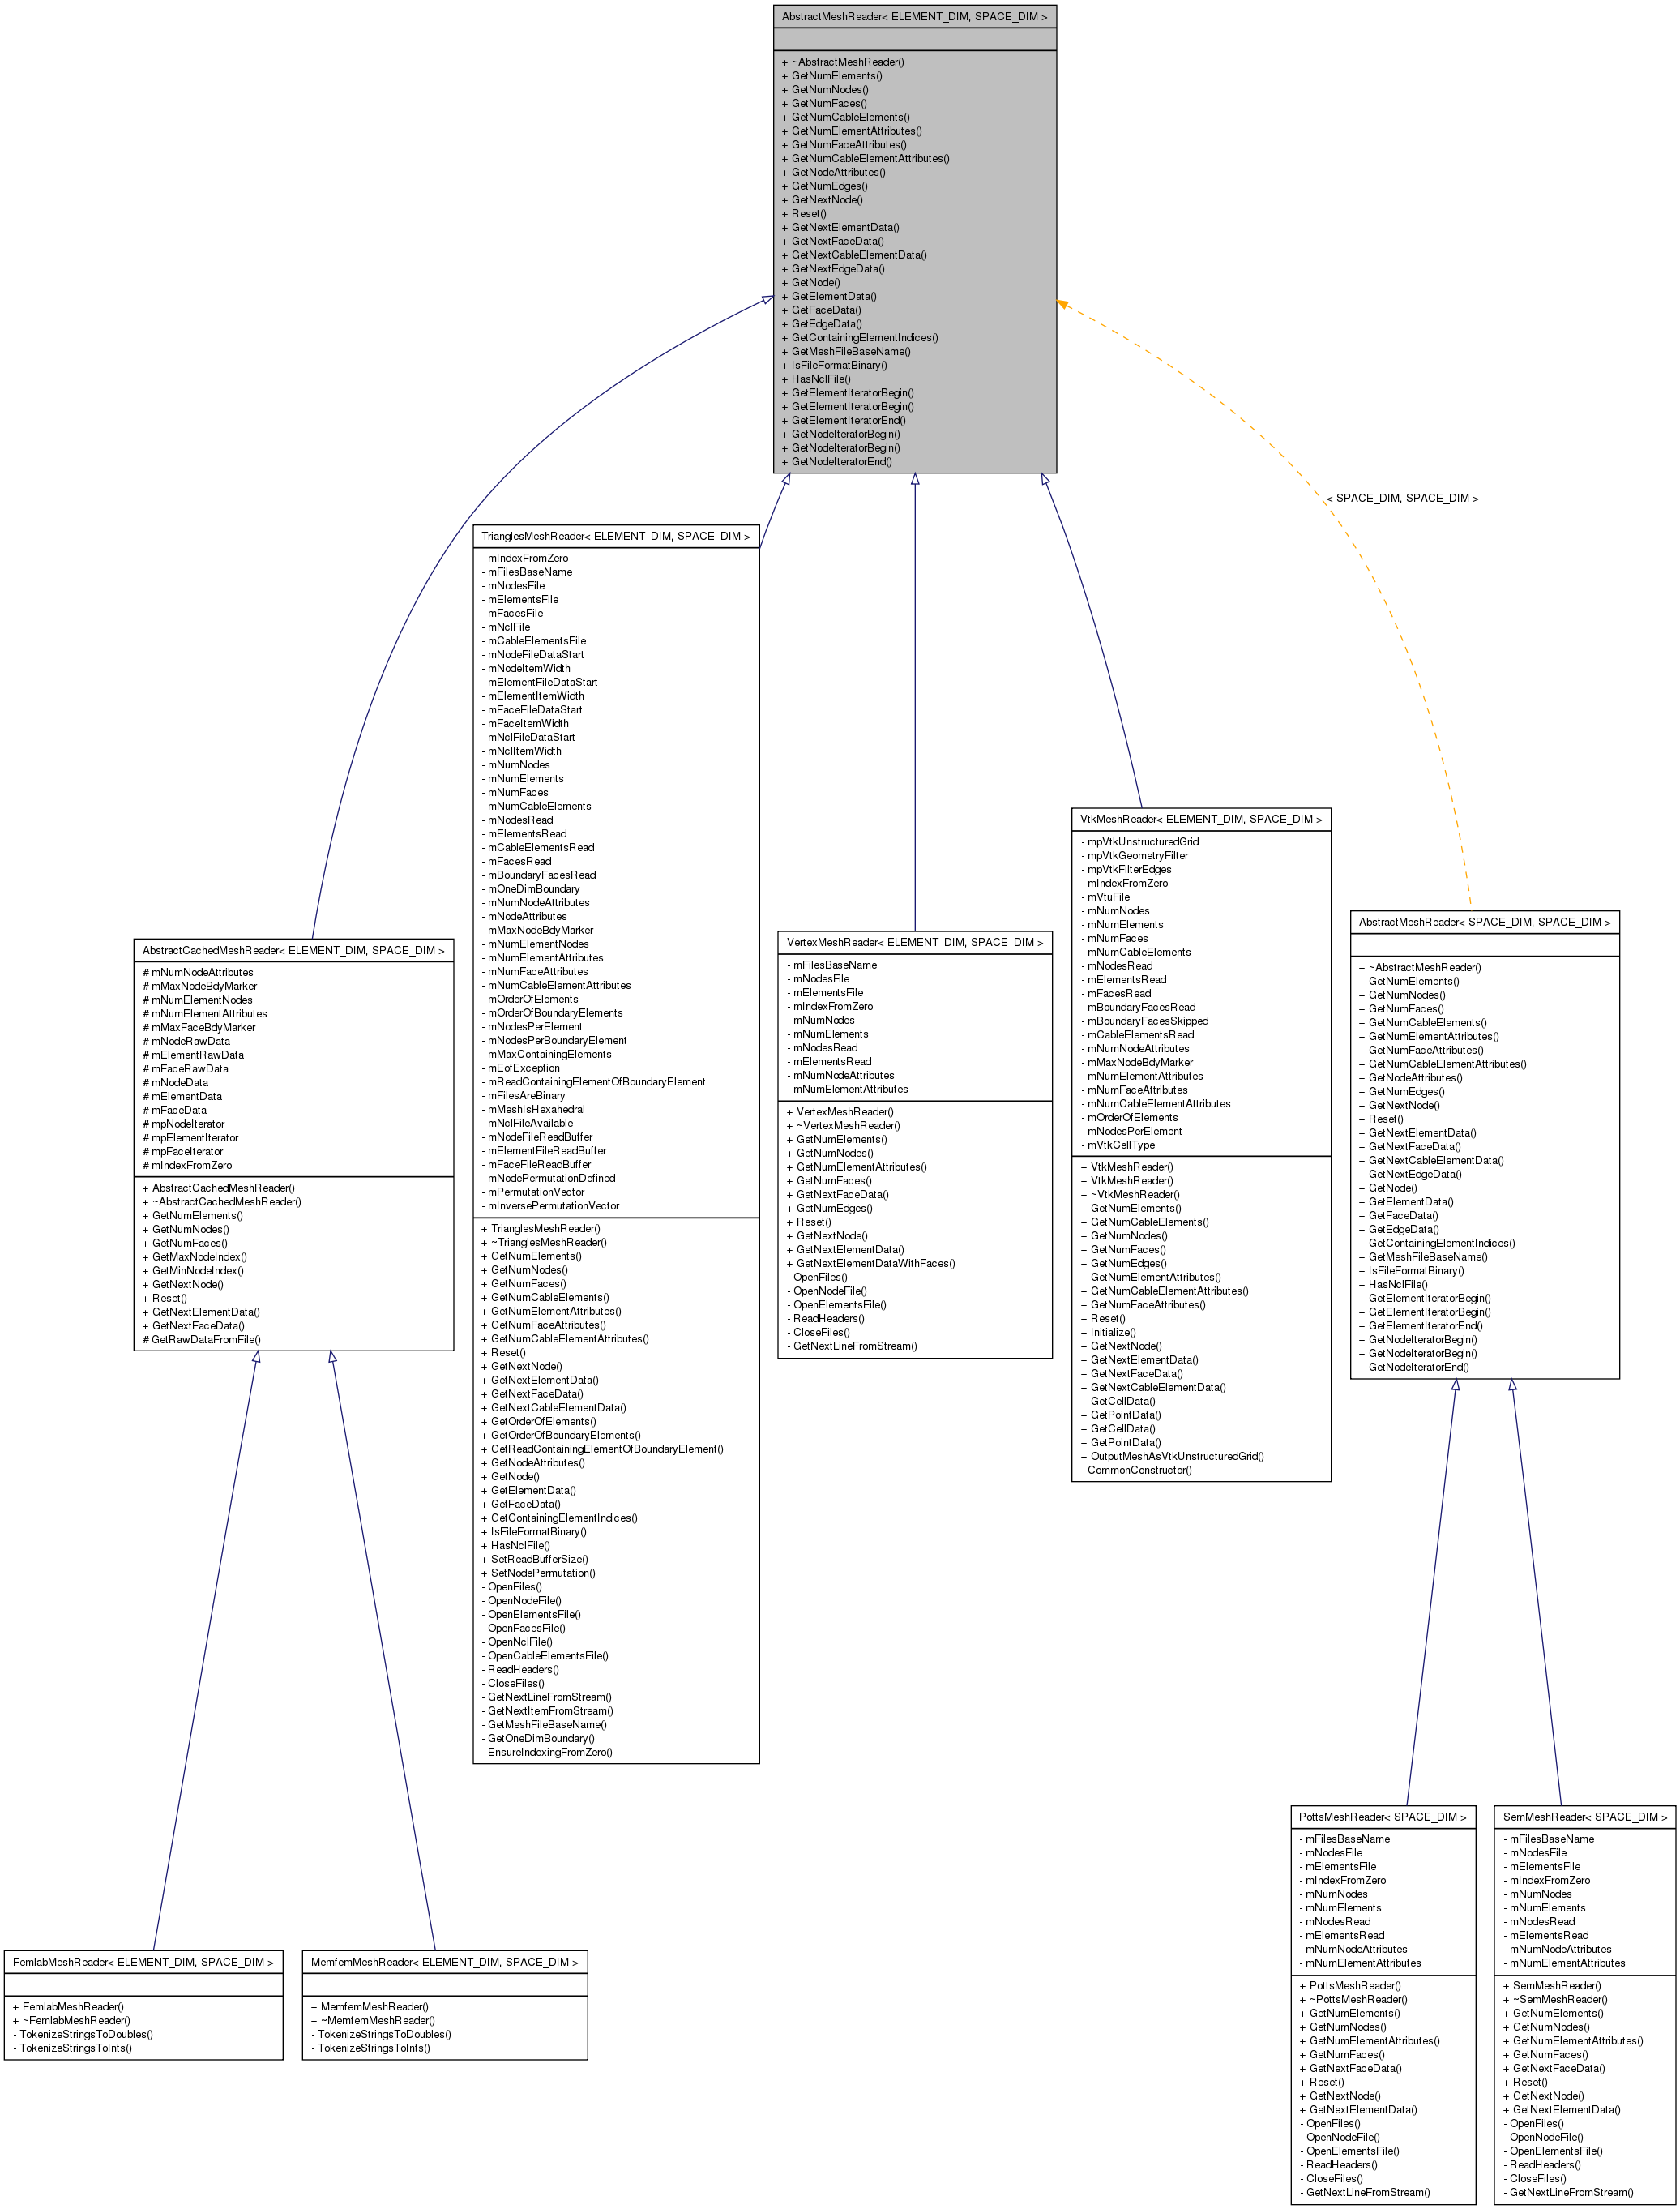 AbstractMeshReader< ELEMENT_DIM, SPACE_DIM >
+ ~AbstractMeshReader()
+ GetNumElements()
+ GetNumNodes()
+ GetNumFaces()
+ GetNumCableElements()
+ GetNumElementAttributes()
+ GetNumFaceAttributes()
+ GetNumCableElementAttributes()
+ GetNodeAttributes()
+ GetNumEdges()
+ GetNextNode()
+ Reset()
+ GetNextElementData()
+ GetNextFaceData()
+ GetNextCableElementData()
+ GetNextEdgeData()
+ GetNode()
+ GetElementData()
+ GetFaceData()
+ GetEdgeData()
+ GetContainingElementIndices()
+ GetMeshFileBaseName()
+ IsFileFormatBinary()
+ HasNclFile()
+ GetElementIteratorBegin()
+ GetElementIteratorBegin()
+ GetElementIteratorEnd()
+ GetNodeIteratorBegin()
+ GetNodeIteratorBegin()
+ GetNodeIteratorEnd()
< SPACE_DIM, SPACE_DIM >
TrianglesMeshReader< ELEMENT_DIM, SPACE_DIM >
- mIndexFromZero
- mFilesBaseName
- mNodesFile
- mElementsFile
- mFacesFile
- mNclFile
- mCableElementsFile
- mNodeFileDataStart
- mNodeItemWidth
- mElementFileDataStart
- mElementItemWidth
- mFaceFileDataStart
- mFaceItemWidth
- mNclFileDataStart
- mNclItemWidth
- mNumNodes
- mNumElements
- mNumFaces
- mNumCableElements
- mNodesRead
- mElementsRead
- mCableElementsRead
- mFacesRead
- mBoundaryFacesRead
- mOneDimBoundary
- mNumNodeAttributes
- mNodeAttributes
- mMaxNodeBdyMarker
- mNumElementNodes
- mNumElementAttributes
- mNumFaceAttributes
- mNumCableElementAttributes
- mOrderOfElements
- mOrderOfBoundaryElements
- mNodesPerElement
- mNodesPerBoundaryElement
- mMaxContainingElements
- mEofException
- mReadContainingElementOfBoundaryElement
- mFilesAreBinary
- mMeshIsHexahedral
- mNclFileAvailable
- mNodeFileReadBuffer
- mElementFileReadBuffer
- mFaceFileReadBuffer
- mNodePermutationDefined
- mPermutationVector
- mInversePermutationVector
+ TrianglesMeshReader()
+ ~TrianglesMeshReader()
+ GetNumElements()
+ GetNumNodes()
+ GetNumFaces()
+ GetNumCableElements()
+ GetNumElementAttributes()
+ GetNumFaceAttributes()
+ GetNumCableElementAttributes()
+ Reset()
+ GetNextNode()
+ GetNextElementData()
+ GetNextFaceData()
+ GetNextCableElementData()
+ GetOrderOfElements()
+ GetOrderOfBoundaryElements()
+ GetReadContainingElementOfBoundaryElement()
+ GetNodeAttributes()
+ GetNode()
+ GetElementData()
+ GetFaceData()
+ GetContainingElementIndices()
+ IsFileFormatBinary()
+ HasNclFile()
+ SetReadBufferSize()
+ SetNodePermutation()
- OpenFiles()
- OpenNodeFile()
- OpenElementsFile()
- OpenFacesFile()
- OpenNclFile()
- OpenCableElementsFile()
- ReadHeaders()
- CloseFiles()
- GetNextLineFromStream()
- GetNextItemFromStream()
- GetMeshFileBaseName()
- GetOneDimBoundary()
- EnsureIndexingFromZero()
VtkMeshReader< ELEMENT_DIM, SPACE_DIM >
- mpVtkUnstructuredGrid
- mpVtkGeometryFilter
- mpVtkFilterEdges
- mIndexFromZero
- mVtuFile
- mNumNodes
- mNumElements
- mNumFaces
- mNumCableElements
- mNodesRead
- mElementsRead
- mFacesRead
- mBoundaryFacesRead
- mBoundaryFacesSkipped
- mCableElementsRead
- mNumNodeAttributes
- mMaxNodeBdyMarker
- mNumElementAttributes
- mNumFaceAttributes
- mNumCableElementAttributes
- mOrderOfElements
- mNodesPerElement
- mVtkCellType
+ VtkMeshReader()
+ VtkMeshReader()
+ ~VtkMeshReader()
+ GetNumElements()
+ GetNumCableElements()
+ GetNumNodes()
+ GetNumFaces()
+ GetNumEdges()
+ GetNumElementAttributes()
+ GetNumCableElementAttributes()
+ GetNumFaceAttributes()
+ Reset()
+ Initialize()
+ GetNextNode()
+ GetNextElementData()
+ GetNextFaceData()
+ GetNextCableElementData()
+ GetCellData()
+ GetPointData()
+ GetCellData()
+ GetPointData()
+ OutputMeshAsVtkUnstructuredGrid()
- CommonConstructor()
AbstractMeshReader< SPACE_DIM, SPACE_DIM >
+ ~AbstractMeshReader()
+ GetNumElements()
+ GetNumNodes()
+ GetNumFaces()
+ GetNumCableElements()
+ GetNumElementAttributes()
+ GetNumFaceAttributes()
+ GetNumCableElementAttributes()
+ GetNodeAttributes()
+ GetNumEdges()
+ GetNextNode()
+ Reset()
+ GetNextElementData()
+ GetNextFaceData()
+ GetNextCableElementData()
+ GetNextEdgeData()
+ GetNode()
+ GetElementData()
+ GetFaceData()
+ GetEdgeData()
+ GetContainingElementIndices()
+ GetMeshFileBaseName()
+ IsFileFormatBinary()
+ HasNclFile()
+ GetElementIteratorBegin()
+ GetElementIteratorBegin()
+ GetElementIteratorEnd()
+ GetNodeIteratorBegin()
+ GetNodeIteratorBegin()
+ GetNodeIteratorEnd()
VertexMeshReader< ELEMENT_DIM, SPACE_DIM >
- mFilesBaseName
- mNodesFile
- mElementsFile
- mIndexFromZero
- mNumNodes
- mNumElements
- mNodesRead
- mElementsRead
- mNumNodeAttributes
- mNumElementAttributes
+ VertexMeshReader()
+ ~VertexMeshReader()
+ GetNumElements()
+ GetNumNodes()
+ GetNumElementAttributes()
+ GetNumFaces()
+ GetNextFaceData()
+ GetNumEdges()
+ Reset()
+ GetNextNode()
+ GetNextElementData()
+ GetNextElementDataWithFaces()
- OpenFiles()
- OpenNodeFile()
- OpenElementsFile()
- ReadHeaders()
- CloseFiles()
- GetNextLineFromStream()
AbstractCachedMeshReader< ELEMENT_DIM, SPACE_DIM >
# mNumNodeAttributes
# mMaxNodeBdyMarker
# mNumElementNodes
# mNumElementAttributes
# mMaxFaceBdyMarker
# mNodeRawData
# mElementRawData
# mFaceRawData
# mNodeData
# mElementData
# mFaceData
# mpNodeIterator
# mpElementIterator
# mpFaceIterator
# mIndexFromZero
+ AbstractCachedMeshReader()
+ ~AbstractCachedMeshReader()
+ GetNumElements()
+ GetNumNodes()
+ GetNumFaces()
+ GetMaxNodeIndex()
+ GetMinNodeIndex()
+ GetNextNode()
+ Reset()
+ GetNextElementData()
+ GetNextFaceData()
# GetRawDataFromFile()
PottsMeshReader< SPACE_DIM >
- mFilesBaseName
- mNodesFile
- mElementsFile
- mIndexFromZero
- mNumNodes
- mNumElements
- mNodesRead
- mElementsRead
- mNumNodeAttributes
- mNumElementAttributes
+ PottsMeshReader()
+ ~PottsMeshReader()
+ GetNumElements()
+ GetNumNodes()
+ GetNumElementAttributes()
+ GetNumFaces()
+ GetNextFaceData()
+ Reset()
+ GetNextNode()
+ GetNextElementData()
- OpenFiles()
- OpenNodeFile()
- OpenElementsFile()
- ReadHeaders()
- CloseFiles()
- GetNextLineFromStream()
SemMeshReader< SPACE_DIM >
- mFilesBaseName
- mNodesFile
- mElementsFile
- mIndexFromZero
- mNumNodes
- mNumElements
- mNodesRead
- mElementsRead
- mNumNodeAttributes
- mNumElementAttributes
+ SemMeshReader()
+ ~SemMeshReader()
+ GetNumElements()
+ GetNumNodes()
+ GetNumElementAttributes()
+ GetNumFaces()
+ GetNextFaceData()
+ Reset()
+ GetNextNode()
+ GetNextElementData()
- OpenFiles()
- OpenNodeFile()
- OpenElementsFile()
- ReadHeaders()
- CloseFiles()
- GetNextLineFromStream()
FemlabMeshReader< ELEMENT_DIM, SPACE_DIM >
+ FemlabMeshReader()
+ ~FemlabMeshReader()
- TokenizeStringsToDoubles()
- TokenizeStringsToInts()
MemfemMeshReader< ELEMENT_DIM, SPACE_DIM >
+ MemfemMeshReader()
+ ~MemfemMeshReader()
- TokenizeStringsToDoubles()
- TokenizeStringsToInts()